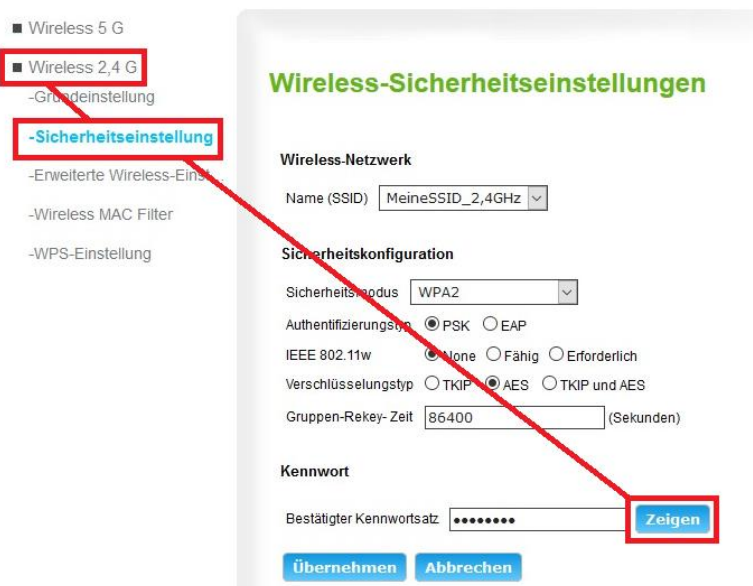 Wireless 5 G
Wireless 2,4 G
-Grundeinstellung
-Sicherheitseinstellung
-Erweiterte Wireless-Einst...
-Wireless MAC Filter
-WPS-Einstellung
Wireless-Sicherheitseinstellungen
Wireless-Netzwerk
Name (SSID) MeineSSID_2,4GHz
Sicherheitskonfiguration
Sicherheitsmodus WPA2
Authentifizierungstyp PSK EAP
IEEE 802.11w None Fähig Erforderlich
Verschlüsselungstyp TKIP AES TKIP und AES
Gruppen-Rekey- Zeit 86400 (Sekunden)
Kennwort
Bestätigter Kennwortsatz •••••••• Zeigen
Übernehmen Abbrechen